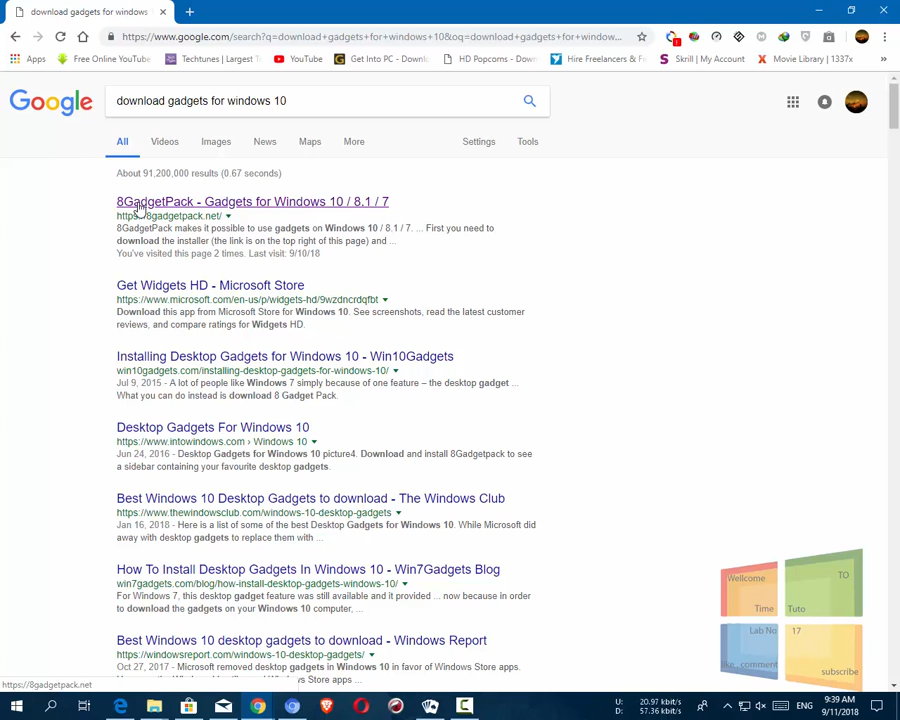 download gadgets for windows 10
https://www.google.com/search?q=download+gadgets+for+windows+10&oq=download+gadgets+for+window...
Apps
Free Online YouTube
Techtunes | Largest
YouTube
Get Into PC - Downlo
HD Popcorns - Down
Hire Freelancers & F
Skrill | My Account
Movie Library | 1337x
Google
download gadgets for windows 10
All
Videos
Images
News
Maps
More
Settings
Tools
About 91,200,000 results (0.67 seconds)
8GadgetPack - Gadgets for Windows 10 / 8.1 / 7
https://8gadgetpack.net/
8GadgetPack makes it possible to use gadgets on Windows 10 / 8.1 / 7. ... First you need to
download the installer (the link is on the top right of this page) and ...
You've visited this page 2 times. Last visit: 9/10/18
Get Widgets HD - Microsoft Store
https://www.microsoft.com/en-us/p/widgets-hd/9wzdncrdqfbt
Download this app from Microsoft Store for Windows 10. See screenshots, read the latest customer
reviews, and compare ratings for Widgets HD.
Installing Desktop Gadgets for Windows 10 - Win10Gadgets
win10gadgets.com/installing-desktop-gadgets-for-windows-10/
Jul 9, 2015 - A lot of people like Windows 7 simply because of one feature – the desktop gadget ...
What you can do instead is download 8 Gadget Pack.
Desktop Gadgets For Windows 10
https://www.intowindows.com › Windows 10
Jun 24, 2016 - Desktop Gadgets for Windows 10 picture4. Download and install 8Gadgetpack to see
a sidebar containing your favourite desktop gadgets.
Best Windows 10 Desktop Gadgets to download - The Windows Club
https://www.thewindowsclub.com/windows-10-desktop-gadgets
Jan 16, 2018 - Here is a list of some of the best Desktop Gadgets for Windows 10. While Microsoft did
away with desktop gadgets to replace them with ...
How To Install Desktop Gadgets In Windows 10 - Win7Gadgets Blog
win7gadgets.com/blog/how-install-desktop-gadgets-windows-10/
For Windows 7, this desktop gadget feature was still available and it provided ... now because in order
to download the gadgets on your Windows 10 computer, ...
Best Windows 10 desktop gadgets to download - Windows Report
https://windowsreport.com/windows-10-desktop-gadgets/
Oct 27, 2017 - Microsoft removed desktop gadgets in Windows 10 in favor of Windows Store apps.
Wellcome
TO
Time
Tuto
Lab No
17
like, comment
subscribe
https://8gadgetpack.net
U: 20.97 kbit/s
D: 57.36 kbit/s
ENG
9:39 AM
9/11/2018